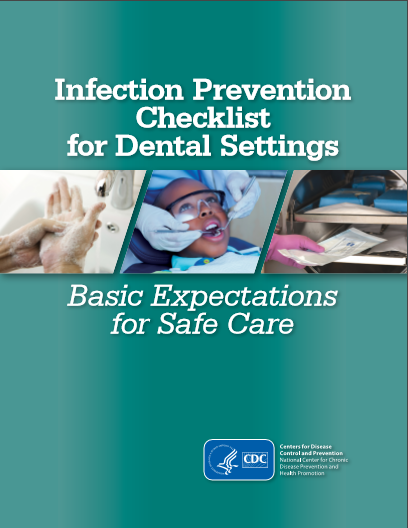 Infection Prevention
Checklist
for Dental Settings
Basic Expectations
for Safe Care
CDC
Centers for Disease
Control and Prevention
National Center for Chronic
Disease Prevention and
Health Promotion